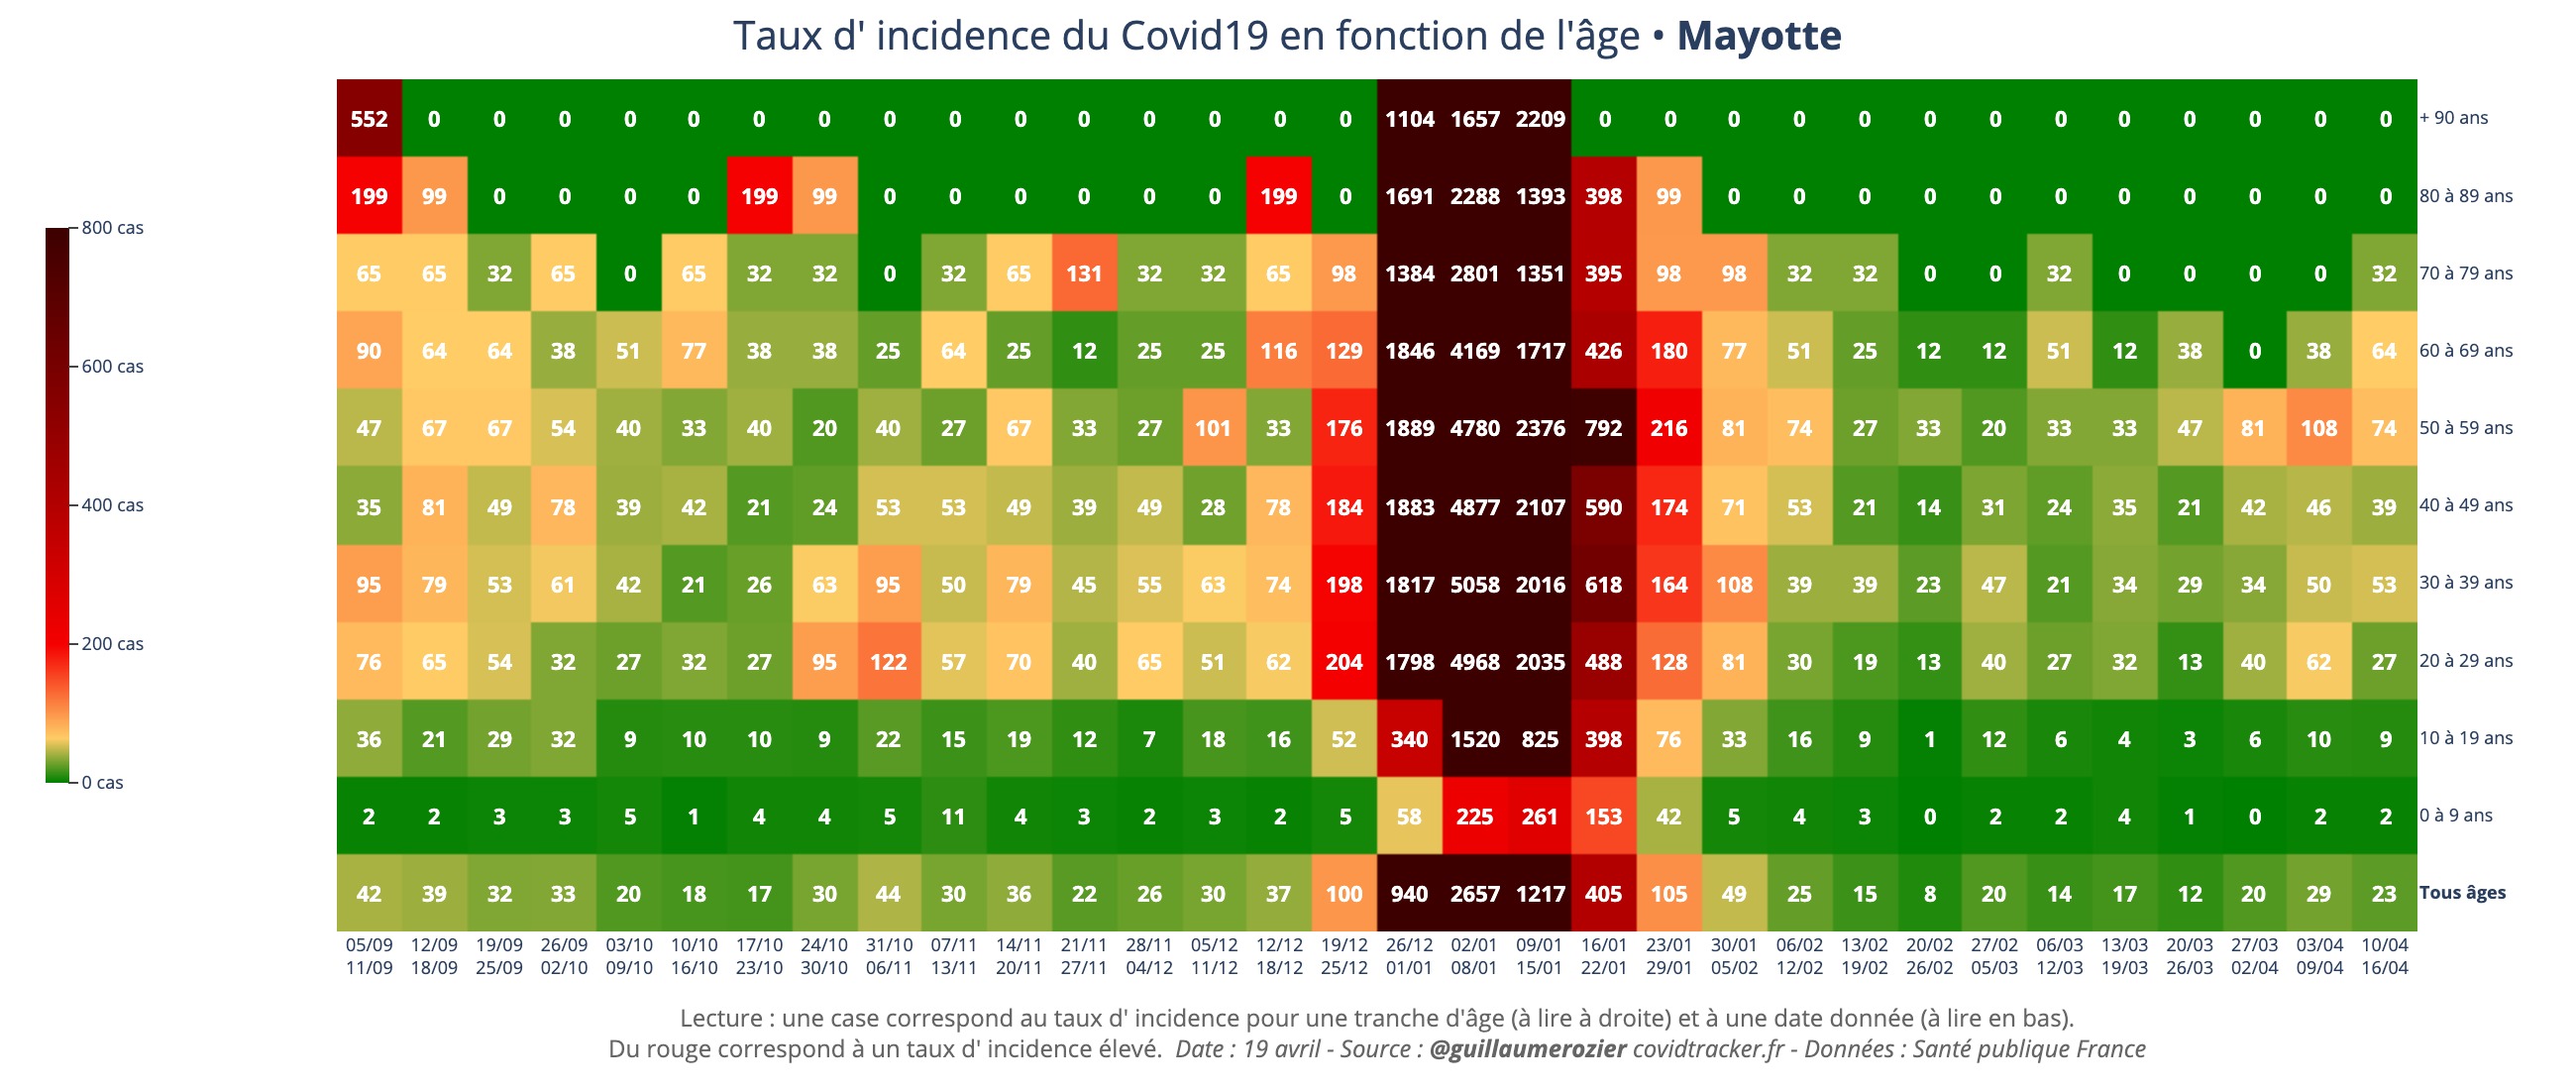 Taux d' incidence du Covid19 en fonction de l'âge • Mayotte
552 0 0 0 0 0 0 0 0 0 0 0 0 0 0 0 1104 1657 2209 0 0 0 0 0 0 0 0 0 0 0 0 0 + 90 ans
199 99 0 0 0 0 199 99 0 0 0 0 0 0 199 0 1691 2288 1393 398 99 0 0 0 0 0 0 0 0 0 0 0 80 à 89 ans
800 cas
65 65 32 65 0 65 32 32 0 32 65 131 32 32 65 98 1384 2801 1351 395 98 98 32 32 0 0 32 0 0 0 0 32 70 à 79 ans
90 64 64 38 51 77 38 38 25 64 25 12 25 25 116 129 1846 4169 1717 426 180 77 51 25 12 12 51 12 38 0 38 64 60 à 69 ans
600 cas
47 67 67 54 40 33 40 20 40 27 67 33 27 101 33 176 1889 4780 2376 792 216 81 74 27 33 20 33 33 47 81 108 74 50 à 59 ans
400 cas
35 81 49 78 39 42 21 24 53 53 49 39 49 28 78 184 1883 4877 2107 590 174 71 53 21 14 31 24 35 21 42 46 39 40 à 49 ans
95 79 53 61 42 21 26 63 95 50 79 45 55 63 74 198 1817 5058 2016 618 164 108 39 39 23 47 21 34 29 34 50 53 30 à 39 ans
200 cas
76 65 54 32 27 32 27 95 122 57 70 40 65 51 62 204 1798 4968 2035 488 128 81 30 19 13 40 27 32 13 40 62 27 20 à 29 ans
36 21 29 32 9 10 10 9 22 15 19 12 7 18 16 52 340 1520 825 398 76 33 16 9 1 12 6 4 3 6 10 9 10 à 19 ans
0 cas
2 2 3 3 5 1 4 4 5 11 4 3 2 3 2 5 58 225 261 153 42 5 4 3 0 2 2 4 1 0 2 2 0 à 9 ans
42 39 32 33 20 18 17 30 44 30 36 22 26 30 37 100 940 2657 1217 405 105 49 25 15 8 20 14 17 12 20 29 23 Tous âges
05/09 12/09 19/09 26/09 03/10 10/10 17/10 24/10 31/10 07/11 14/11 21/11 28/11 05/12 12/12 19/12 26/12 02/01 09/01 16/01 23/01 30/01 06/02 13/02 20/02 27/02 06/03 13/03 20/03 27/03 03/04 10/04
11/09 18/09 25/09 02/10 09/10 16/10 23/10 30/10 06/11 13/11 20/11 27/11 04/12 11/12 18/12 25/12 01/01 08/01 15/01 22/01 29/01 05/02 12/02 19/02 26/02 05/03 12/03 19/03 26/03 02/04 09/04 16/04
Lecture : une case correspond au taux d' incidence pour une tranche d'âge (à lire à droite) et à une date donnée (à lire en bas).
Du rouge correspond à un taux d' incidence élevé. Date : 19 avril - Source : @guillaumerozier covidtracker.fr - Données : Santé publique France